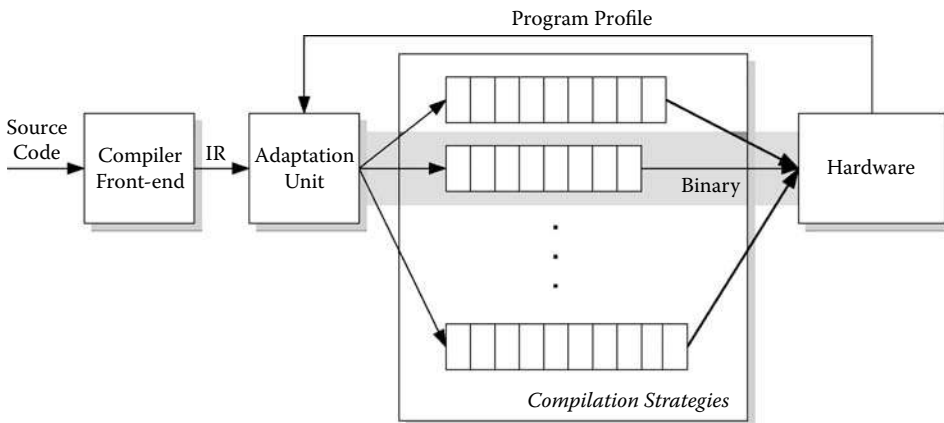 Program Profile
Source
Code
Compiler
Front-end
IR
Adaptation
Unit
Binary
Hardware
Compilation Strategies